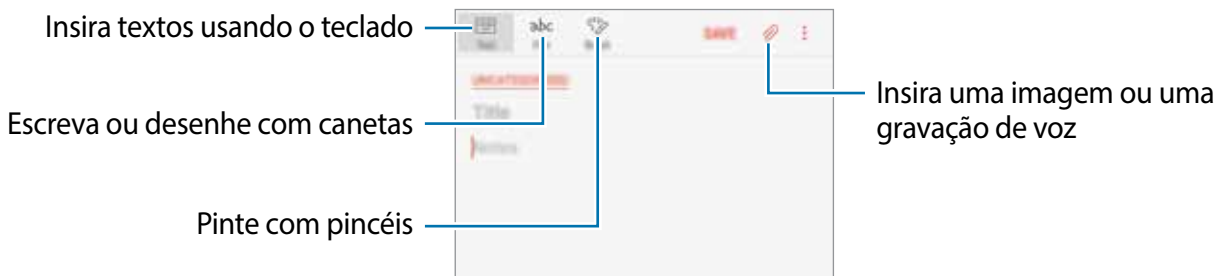 Insira textos usando o teclado
abc
SAVE
Title
Notes
Escreva ou desenhe com canetas
Pinte com pincéis
Insira uma imagem ou uma
gravação de voz